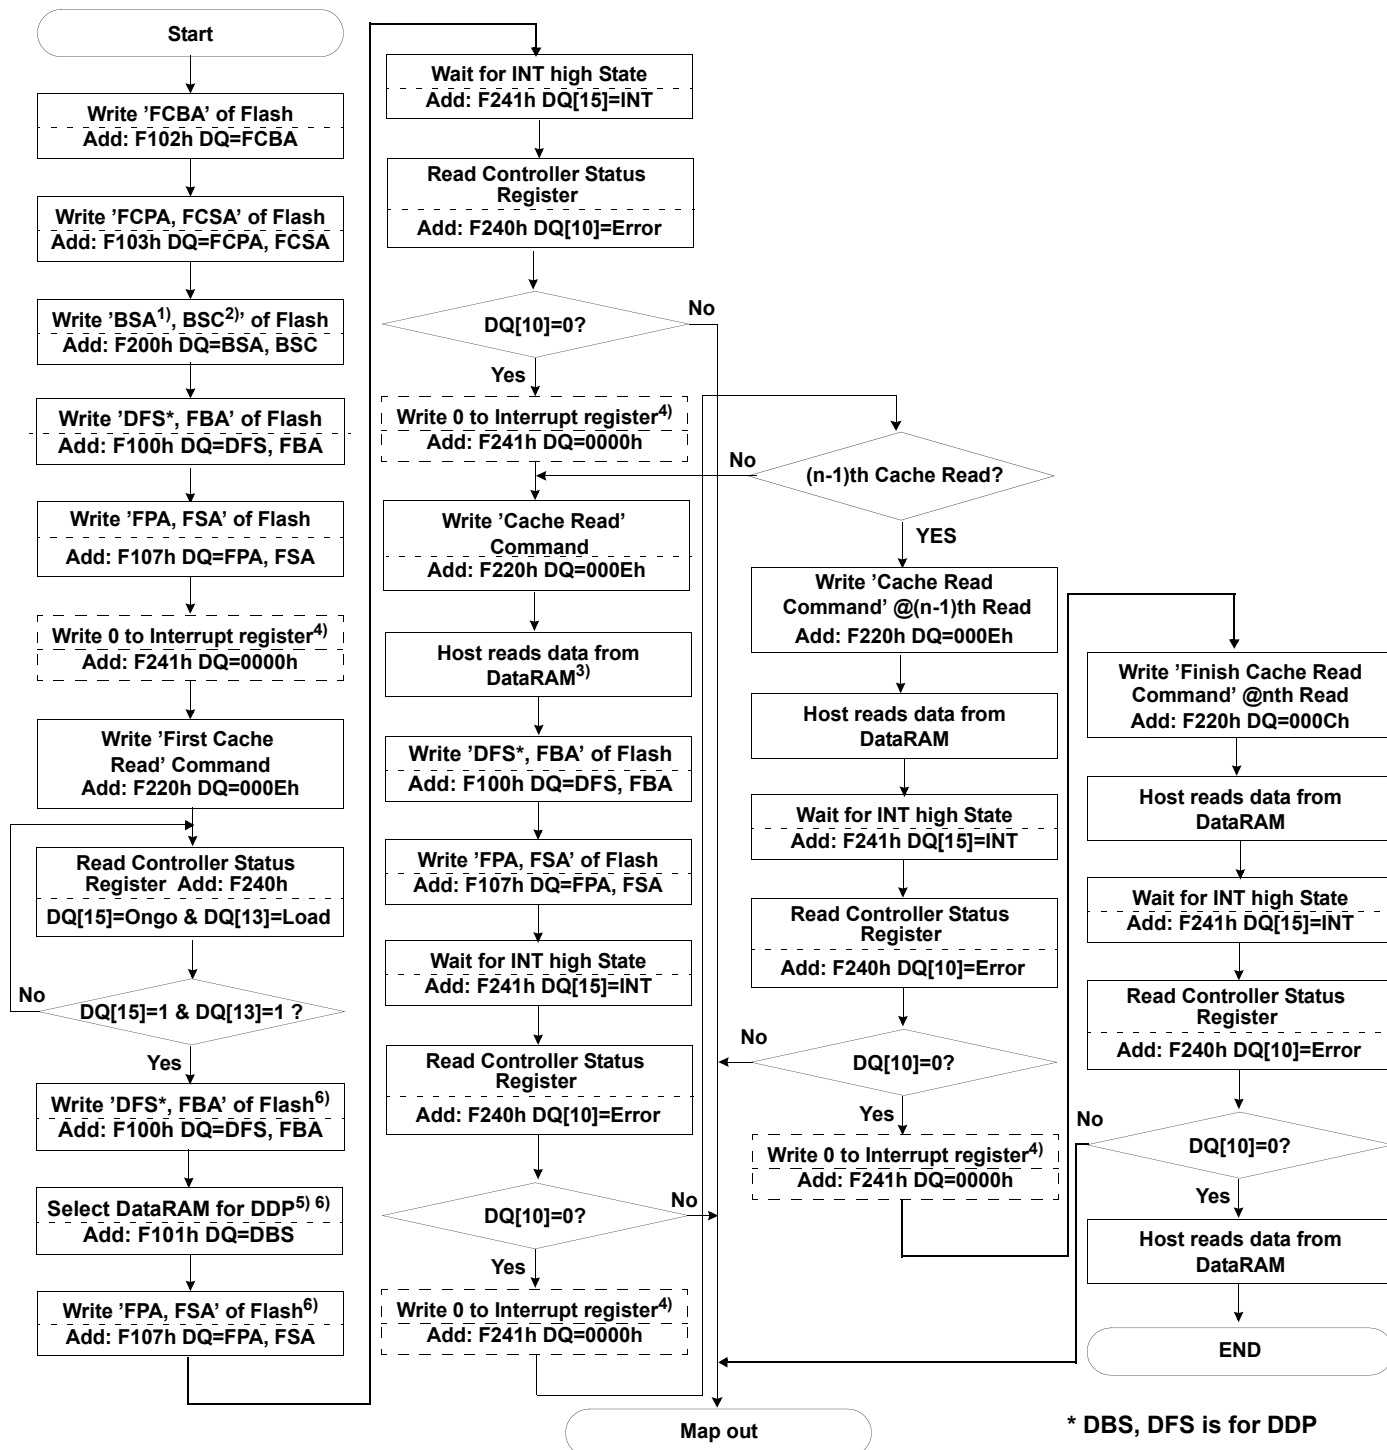 Start
Write ’FCBA’ of Flash
Add: F102h DQ=FCBA
Write ’FCPA, FCSA’ of Flash
Add: F103h DQ=FCPA, FCSA
Write ’BSA1), BSC2)’ of Flash
Add: F200h DQ=BSA, BSC
Write ’DFS*, FBA’ of Flash
Add: F100h DQ=DFS, FBA
Write ’FPA, FSA’ of Flash
Add: F107h DQ=FPA, FSA
Write 0 to Interrupt register4)
Add: F241h DQ=0000h
Write ’First Cache
Read’ Command
Add: F220h DQ=000Eh
Read Controller Status
Register Add: F240h
DQ[15]=Ongo & DQ[13]=Load
No
DQ[15]=1 & DQ[13]=1 ?
Yes
Write ’DFS*, FBA’ of Flash6)
Add: F100h DQ=DFS, FBA
Select DataRAM for DDP5) 6)
Add: F101h DQ=DBS
Write ’FPA, FSA’ of Flash6)
Add: F107h DQ=FPA, FSA
Wait for INT high State
Add: F241h DQ[15]=INT
Read Controller Status
Register
Add: F240h DQ[10]=Error
DQ[10]=0?
No
Yes
Write 0 to Interrupt register4)
Add: F241h DQ=0000h
Write ’Cache Read’
Command
Add: F220h DQ=000Eh
Host reads data from
DataRAM3)
Write ’DFS*, FBA’ of Flash
Add: F100h DQ=DFS, FBA
Write ’FPA, FSA’ of Flash
Add: F107h DQ=FPA, FSA
Wait for INT high State
Add: F241h DQ[15]=INT
Read Controller Status
Register
Add: F240h DQ[10]=Error
DQ[10]=0?
No
Yes
Write 0 to Interrupt register4)
Add: F241h DQ=0000h
(n-1)th Cache Read?
No
YES
Write ’Cache Read
Command’ @(n-1)th Read
Add: F220h DQ=000Eh
Host reads data from
DataRAM
Wait for INT high State
Add: F241h DQ[15]=INT
Read Controller Status
Register
Add: F240h DQ[10]=Error
No
DQ[10]=0?
Yes
Write 0 to Interrupt register4)
Add: F241h DQ=0000h
Write ’Finish Cache Read
Command’ @nth Read
Add: F220h DQ=000Ch
Host reads data from
DataRAM
Wait for INT high State
Add: F241h DQ[15]=INT
Read Controller Status
Register
Add: F240h DQ[10]=Error
No
DQ[10]=0?
Yes
Host reads data from
DataRAM
END
Map out
* DBS, DFS is for DDP